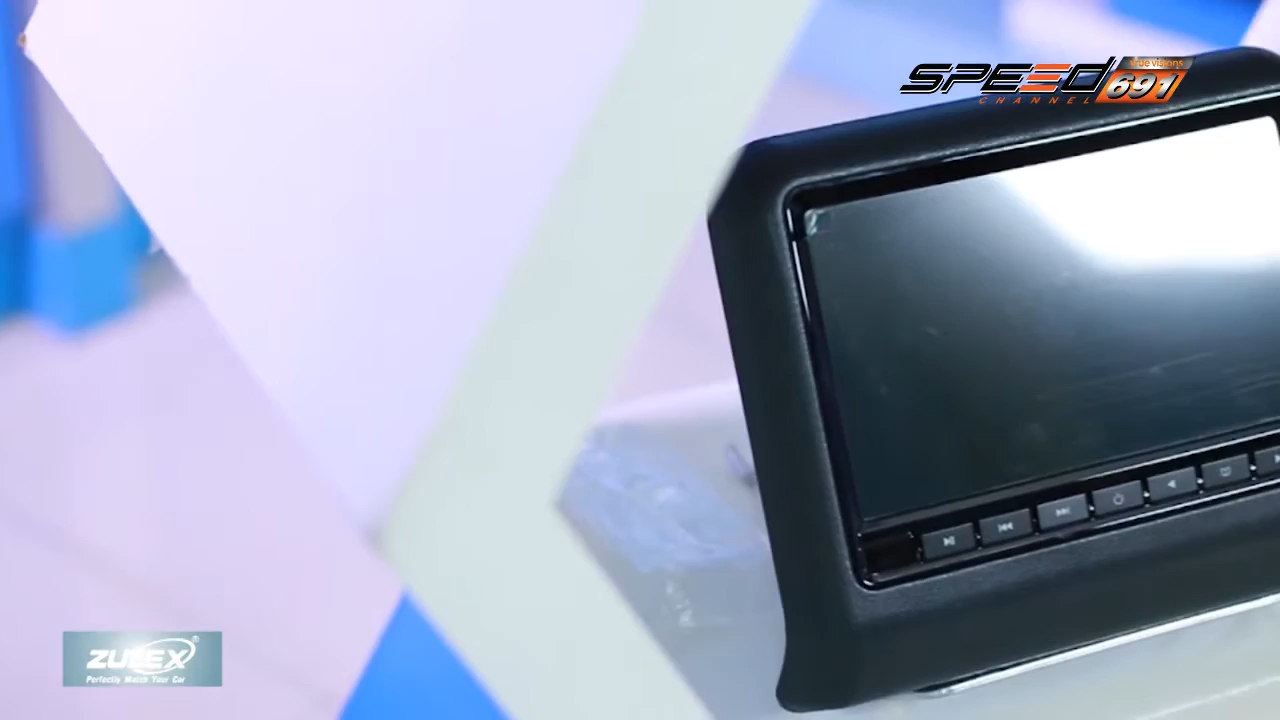 SPEED
true visions
CHANNEL 691
ZULEX
Perfectly Match Your Car